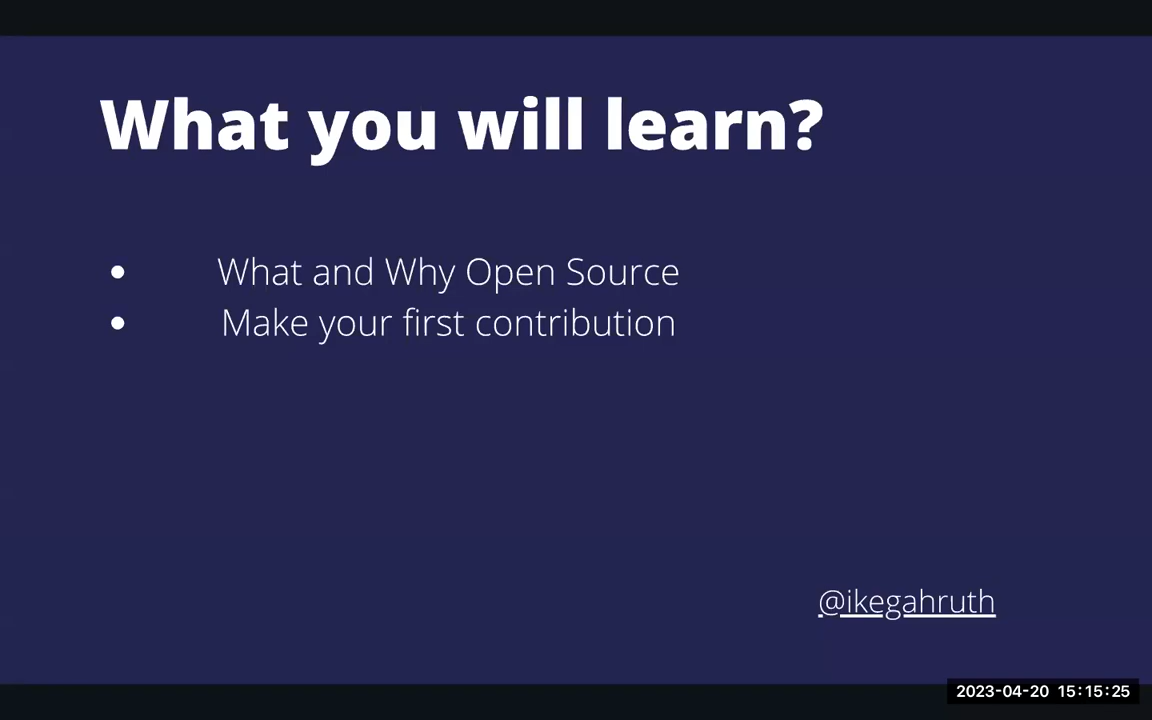 What you will learn?
• What and Why Open Source
• Make your first contribution
@ikegahruth
2023-04-20 15:15:25